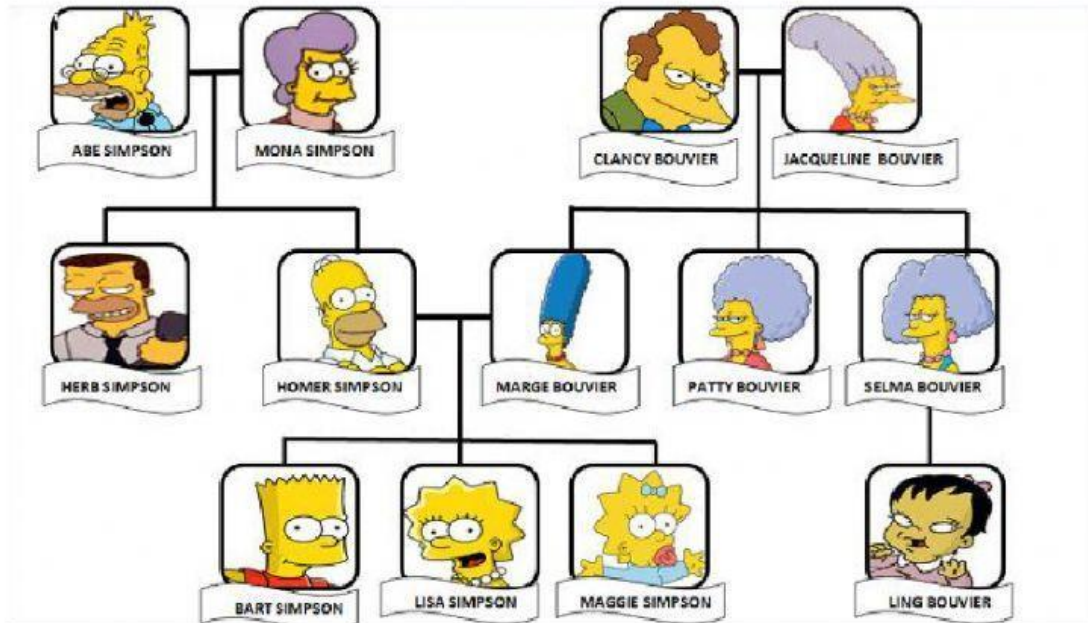 ABE SIMPSON
MONA SIMPSON
CLANCY BOUVIER
JACQUELINE BOUVIER
HERB SIMPSON
HOMER SIMPSON
MARGE BOUVIER
PATTY BOUVIER
SELMA BOUVIER
BART SIMPSON
LISA SIMPSON
MAGGIE SIMPSON
LING BOUVIER